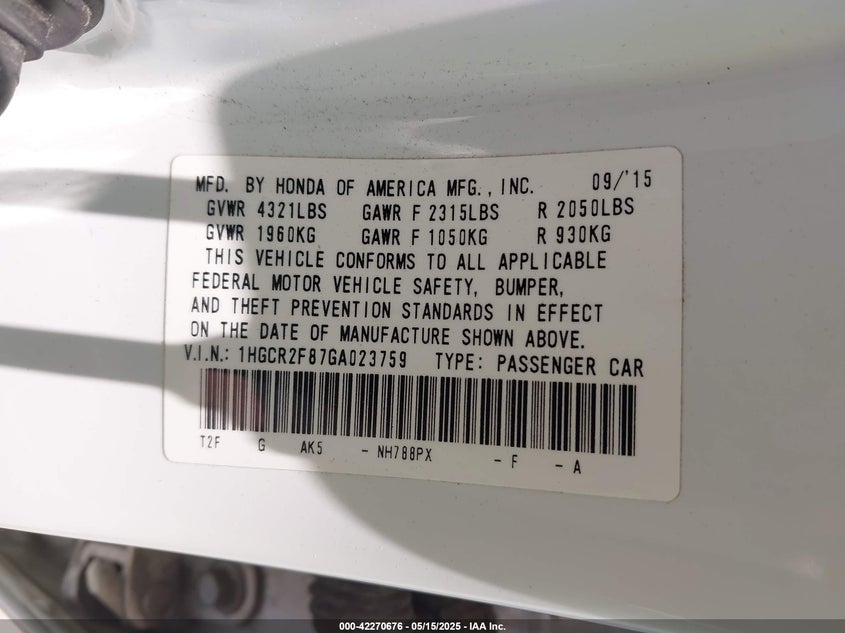 MFD. BY HONDA OF AMERICA MFG., INC. 09/'15
GVWR 4321LBS GAWR F 2315LBS R 2050LBS
GVWR 1960KG GAWR F 1050KG R 930KG
THIS VEHICLE CONFORMS TO ALL APPLICABLE
FEDERAL MOTOR VEHICLE SAFETY, BUMPER,
AND THEFT PREVENTION STANDARDS IN EFFECT
ON THE DATE OF MANUFACTURE SHOWN ABOVE.
V.I.N.: 1HGCR2F87GA023759 TYPE: PASSENGER CAR
T2F G AK5 - NH788PX - F - A
000-42270676 - 05/15/2025 - IAA Inc.